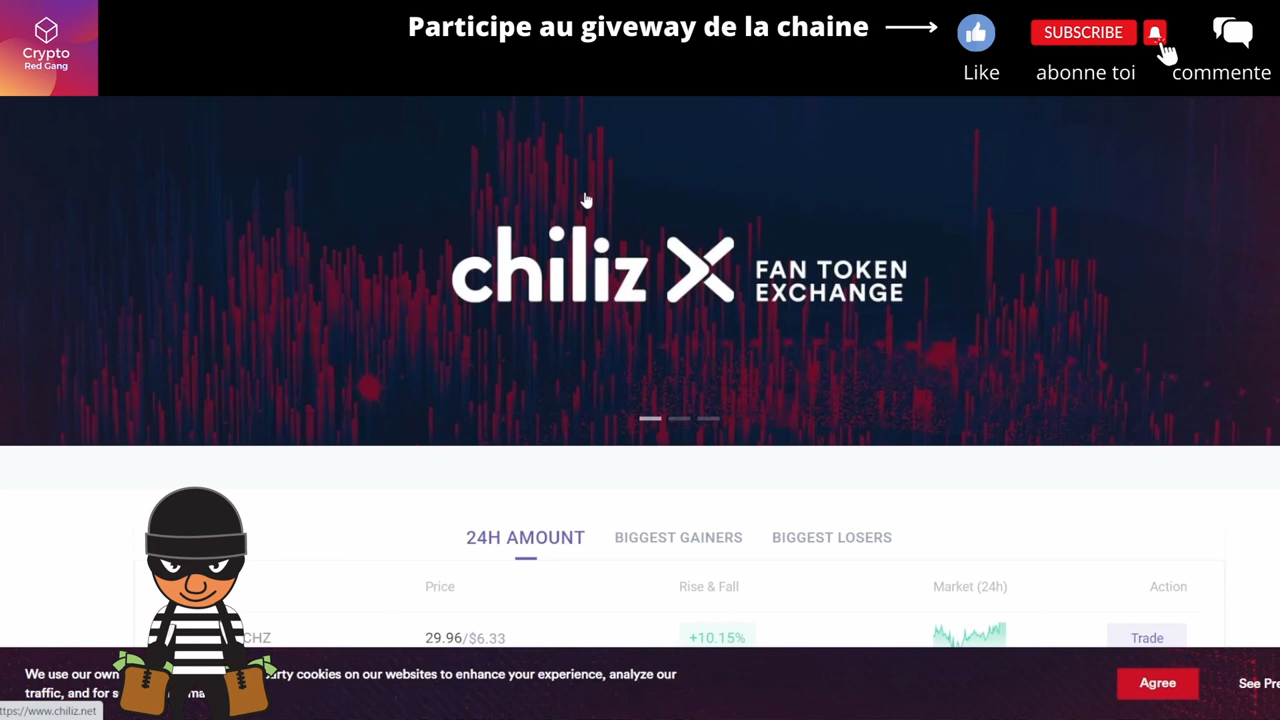 Participe au giveway de la chaine
Crypto
Red Gang
SUBSCRIBE
Like
abonne toi
commente
chiliz
FAN TOKEN
EXCHANGE
24H AMOUNT
BIGGEST GAINERS
BIGGEST LOSERS
Price
Rise & Fall
Market (24h)
Action
CHZ
29.96/$6.33
+10.15%
Trade
We use our own
arty cookies on our websites to enhance your experience, analyze our
traffic, and for s
Agree
See Pre
ttps://www.chiliz.net